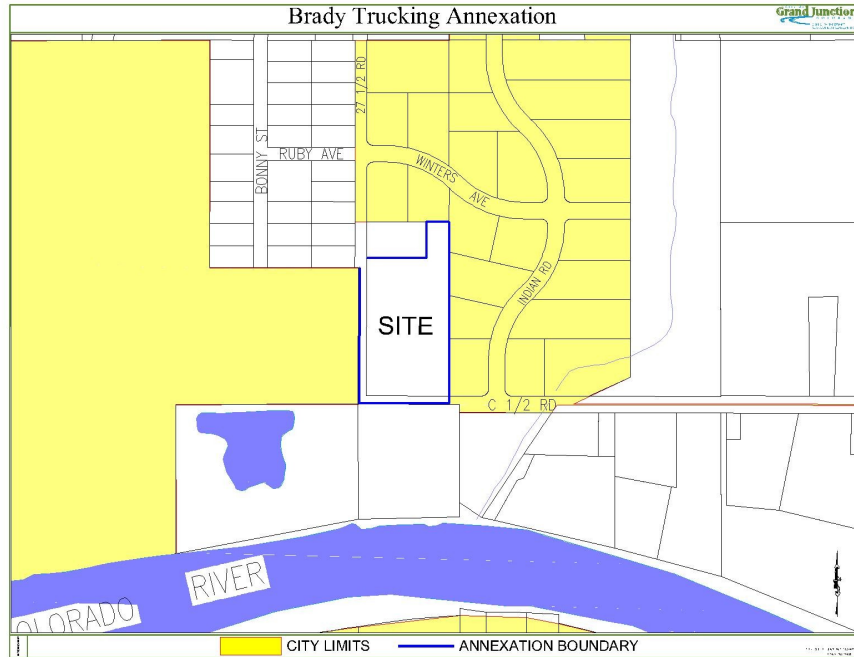 Brady Trucking Annexation
Grand Junction
27 1/2 RD
BONNY ST
RUBY AVE
WINTERS AVE
INDIAN RD
SITE
C 1/2 RD
RIVER
OLORADO
CITY LIMITS
ANNEXATION BOUNDARY